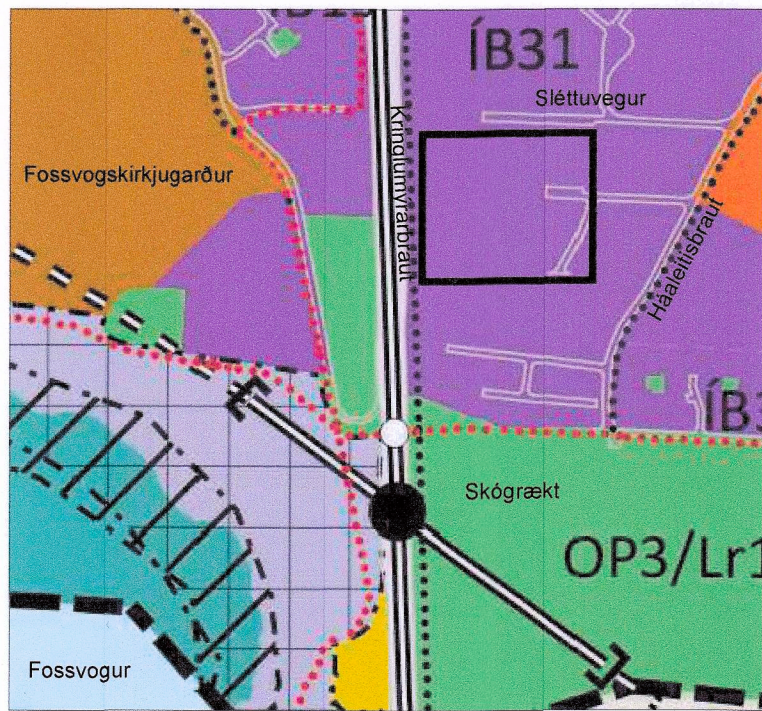 ÍB31
Sléttuvegur
Fossvogskirkjugarður
Kringlumýrarbraut
Háaleitisbraut
Skógrækt
OP3/Lr1
Fossvogur